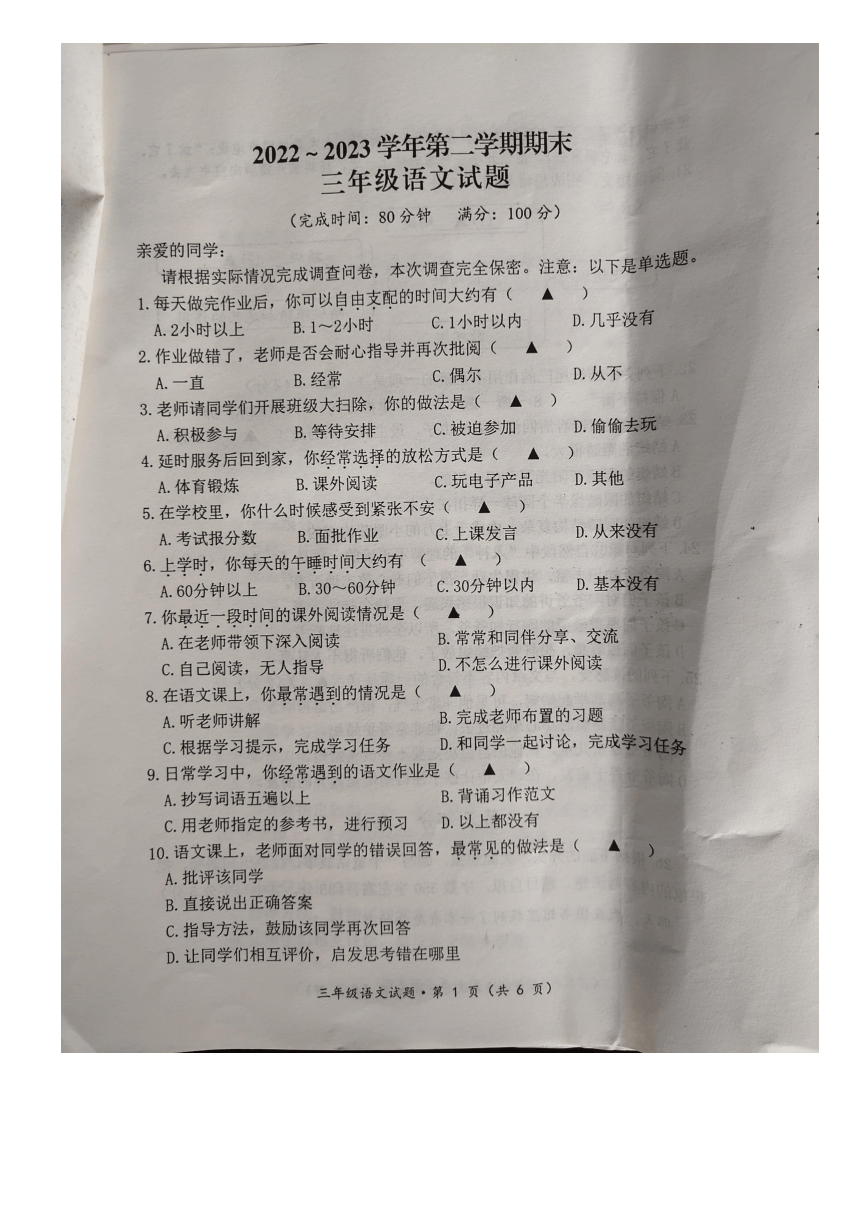 2022~2023学年第二学期期末
三年级语文试题
(完成时间:80分钟 满分:100分)
亲爱的同学:
请根据实际情况完成调查问卷,本次调查完全保密。注意:以下是单选题。
1.每天做完作业后,你可以自由支配的时间大约有( ▲ )
A.2小时以上 B.1~2小时 C.1小时以内 D.几乎没有
2.作业做错了,老师是否会耐心指导并再次批阅( ▲ )
A.一直 B.经常 C.偶尔 D.从不
3.老师请同学们开展班级大扫除,你的做法是( ▲ )
A.积极参与 B.等待安排 C.被迫参加 D.偷偷去玩
4.延时服务后回到家,你经常选择的放松方式是( ▲ )
A.体育锻炼 B.课外阅读 C.玩电子产品 D.其他
5.在学校里,你什么时候感受到紧张不安( ▲ )
A.考试报分数 B.面批作业 C.上课发言 D.从来没有
6.上学时,你每天的午睡时间大约有 ( ▲ )
A.60分钟以上 B.30~60分钟 C.30分钟以内 D.基本没有
7.你最近一段时间的课外阅读情况是( ▲ )
A.在老师带领下深入阅读 B.常常和同伴分享、交流
C.自己阅读,无人指导 D.不怎么进行课外阅读
8.在语文课上,你最常遇到的情况是( ▲ )
A.听老师讲解 B.完成老师布置的习题
C.根据学习提示,完成学习任务 D.和同学一起讨论,完成学习任务
9.日常学习中,你经常遇到的语文作业是( ▲ )
A.抄写词语五遍以上 B.背诵习作范文
C.用老师指定的参考书,进行预习 D.以上都没有
10.语文课上,老师面对同学的错误回答,最常见的做法是( ▲ )
A.批评该同学
B.直接说出正确答案
C.指导方法,鼓励该同学再次回答
D.让同学们相互评价,启发思考错在哪里
三年级语文试题·第 1 页(共 6 页)